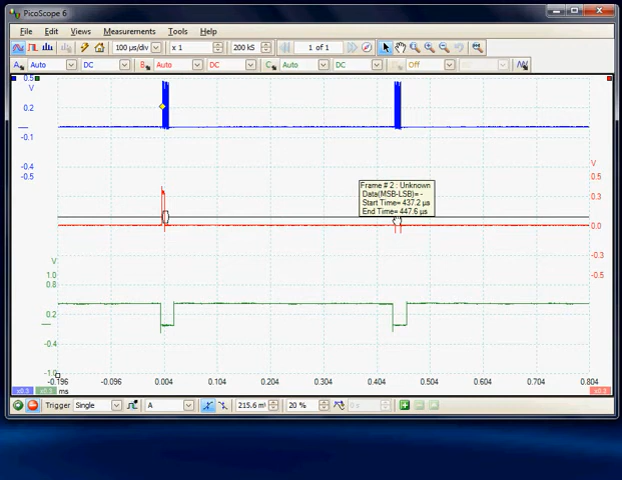 PicoScope 6
File Edit Views Measurements Tools Help
100 µs/div x 1 200 kS 1 of 1
A Auto DC B Auto DC C Auto DC Off
0.5
V
0.2
-0.1
-0.4
-0.5
V
0.5
0.3
0.0
-0.3
-0.5
Frame # 2 : Unknown
Data(MSB-LSB)= -
Start Time= 437.2 µs
End Time= 447.6 µs
V
1.0
0.8
0.2
-0.4
-1.0
-0.196 -0.096 0.004 0.104 0.204 0.304 0.404 0.504 0.604 0.704 0.804
x0.5 ms
Trigger Single A 215.6 m 20 %